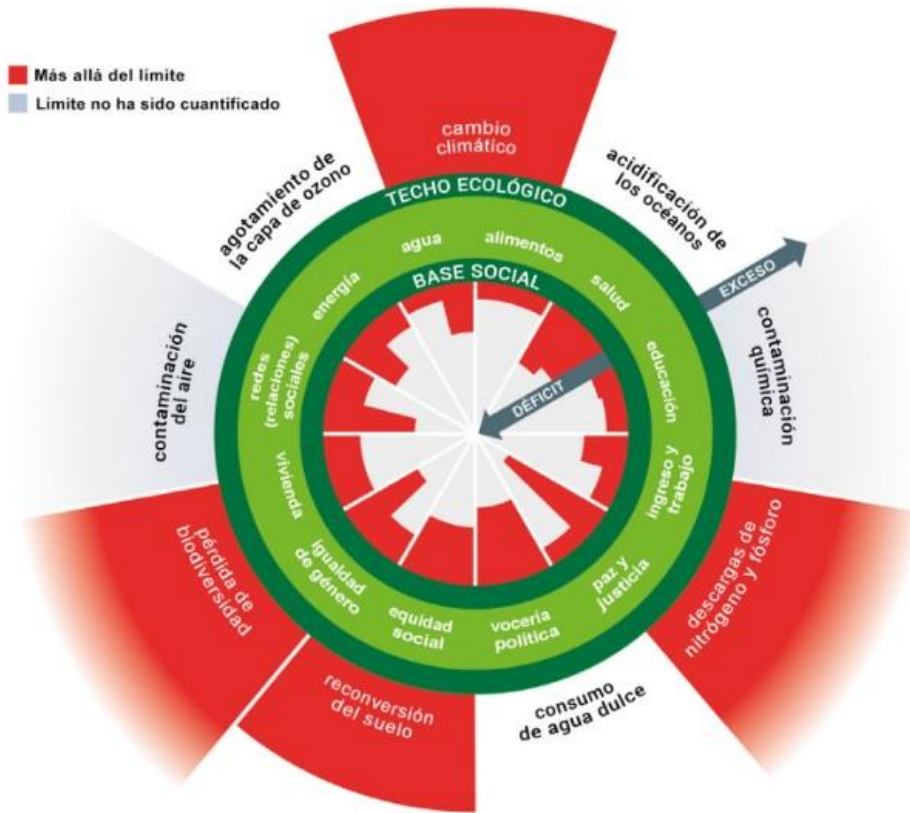 Más allá del límite
Límite no ha sido cuantificado
cambio
climático
agotamiento de
la capa de ozono
acidificación de
los océanos
TECHO ECOLÓGICO
agua
alimentos
energía
salud
BASE SOCIAL
EXCESO
contaminación
del aire
redes
(relaciones)
sociales
DÉFICIT
educación
contaminación
química
vivienda
ingreso y
trabajo
pérdida de
biodiversidad
igualdad
de género
equidad
social
vocería
política
paz y
justicia
descargas de
nitrógeno y fósforo
reconversión
del suelo
consumo
de agua dulce